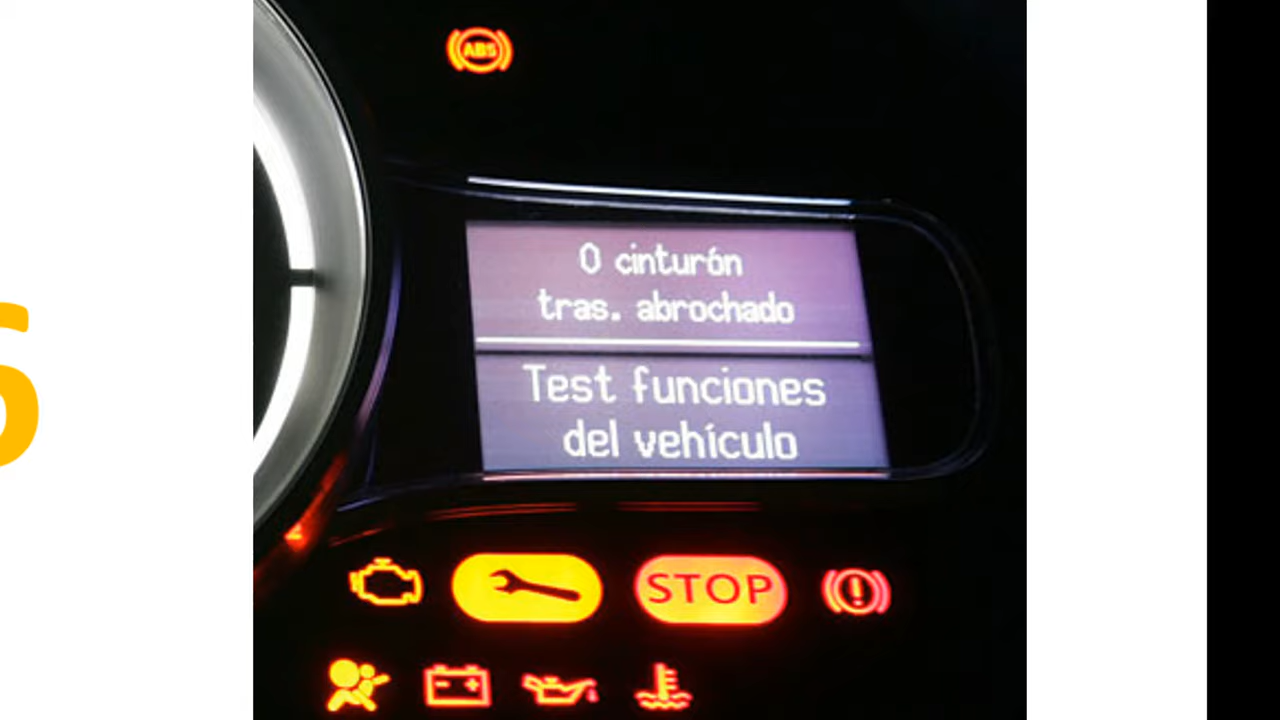 ABS
0 cinturón
tras. abrochado
Test funciones
del vehículo
STOP